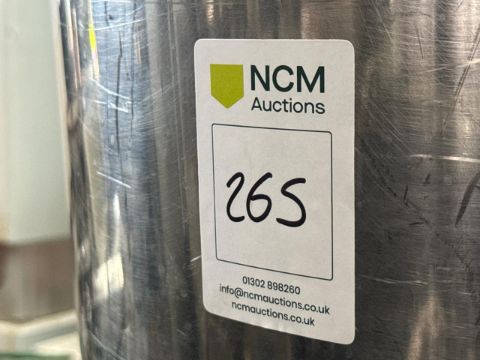 NCM
Auctions
265
01302 898260
info@ncmauctions.co.uk
ncmauctions.co.uk